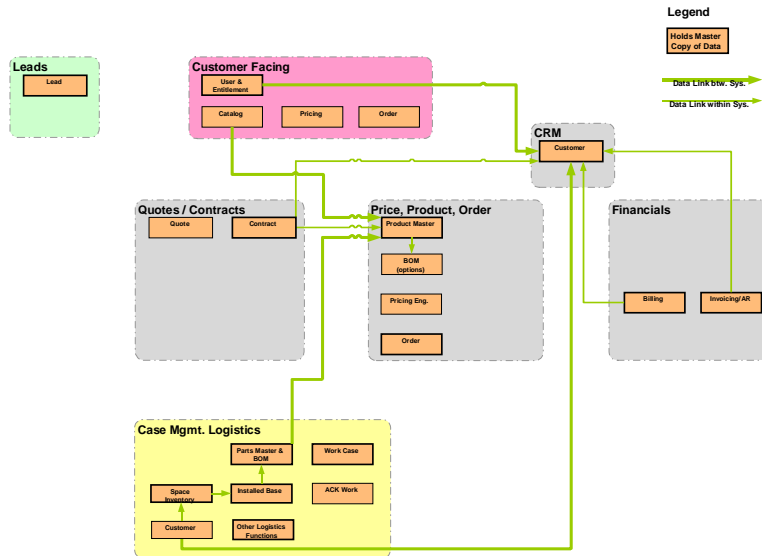 Legend
Holds Master
Copy of Data
Data Link btw. Sys.
Data Link within Sys.
Leads
Lead
Customer Facing
User &
Entitlement
Catalog
Pricing
Order
CRM
Customer
Quotes / Contracts
Quote
Contract
Price, Product, Order
Product Master
BOM
(options)
Pricing Eng.
Order
Financials
Billing
Invoicing/AR
Case Mgmt. Logistics
Parts Master &
BOM
Work Case
Space
Inventory
Installed Base
ACK Work
Customer
Other Logistics
Functions